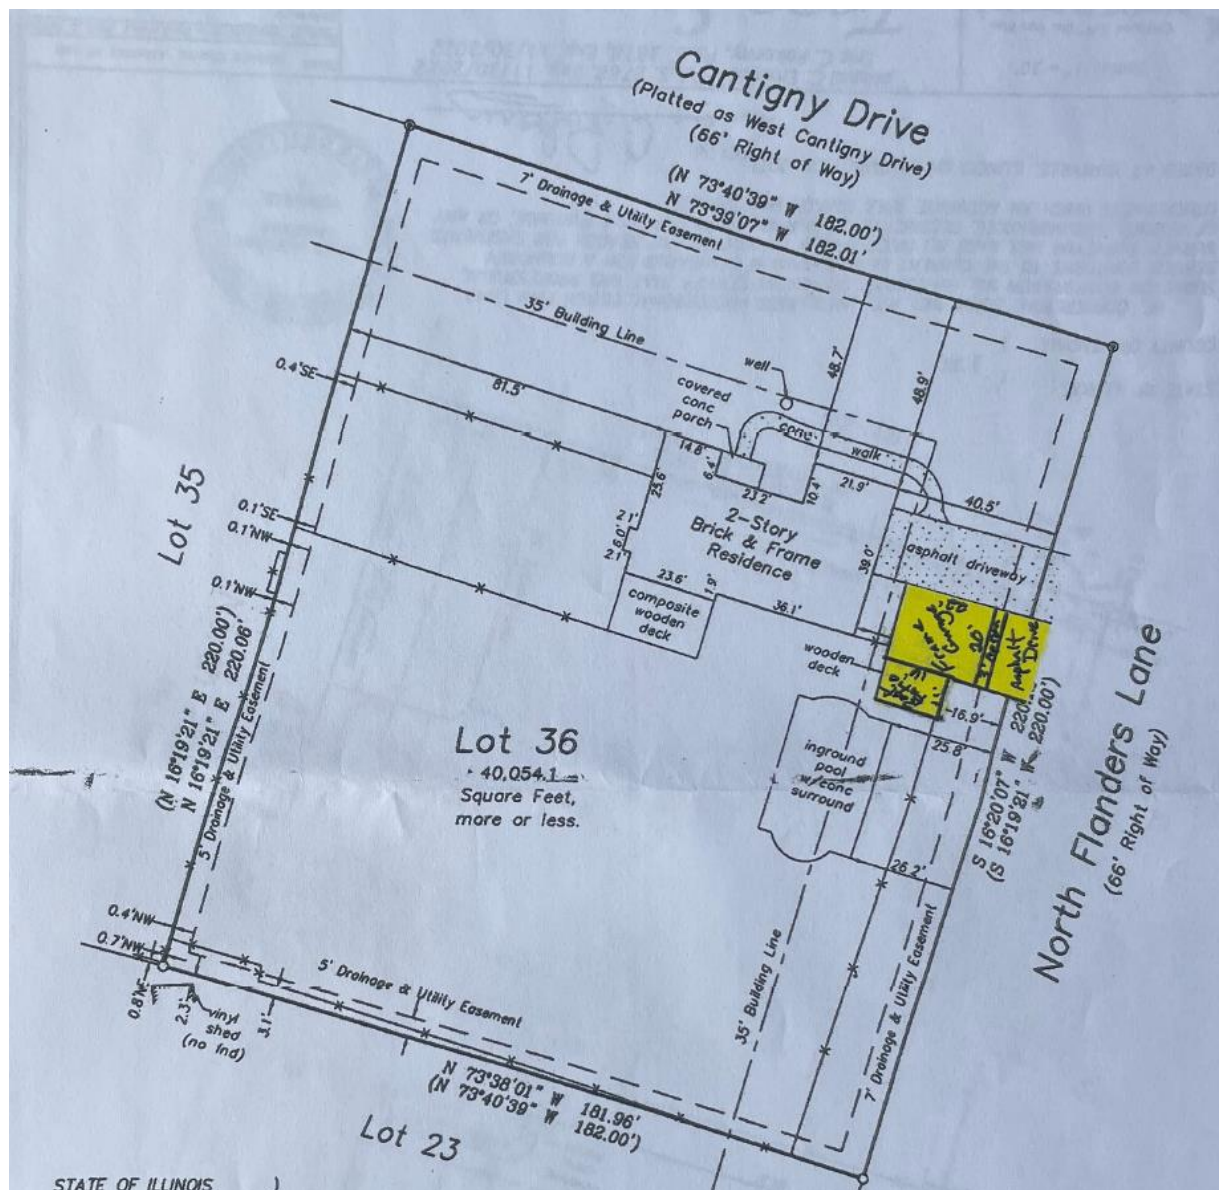 Cantigny Drive
(Platted as West Cantigny Drive)
(66' Right of Way)
(N 73°40'39" W 182.00')
N 73°39'07" W 182.01'
7' Drainage & Utility Easement
35' Building Line
well
48.7'
48.9'
covered
conc
porch
81.5'
0.4'SE
14.8'
6.4'
23.2'
10.4'
conc
walk
21.9'
40.5'
25.6'
2.1'
6.0'
2.1'
2-Story
Brick & Frame
Residence
39.0'
asphalt driveway
Lot 35
0.1'SE
0.1'NW
0.1'NW
23.6'
1.9'
36.1'
composite
wooden
deck
wooden
deck
20'
Asphalt
Drive
16.9'
25.8'
inground
pool
w/conc
surround
26.2'
Lot 36
40,054.1
Square Feet,
more or less.
(N 16°19'21" E 220.00')
N 16°19'21" E 220.06'
5' Drainage & Utility Easement
S 16°20'07" W 220.
(S 16°19'21" W 220.00')
North Flanders Lane
(66' Right of Way)
0.4'NW
0.7'NW
0.8'N
2.3'
3.1'
vinyl
shed
(no fnd)
5' Drainage & Utility Easement
35' Building Line
7' Drainage & Utility Easement
N 73°38'01" W 181.96'
(N 73°40'39" W 182.00')
Lot 23
STATE OF ILLINOIS )